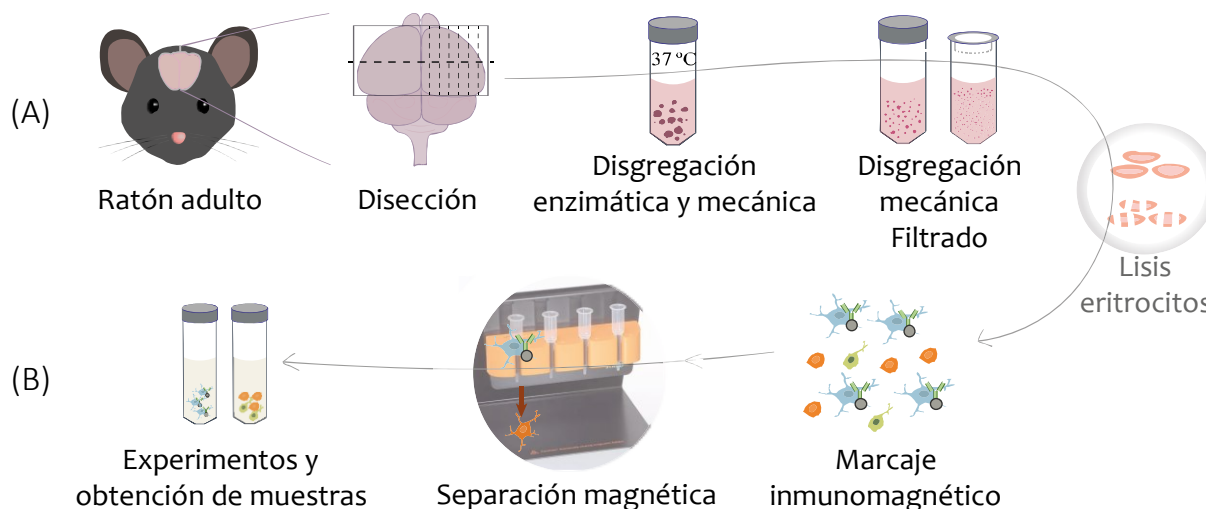 (A)
37 ºC
Ratón adulto
Disección
Disgregación
enzimática y mecánica
Disgregación
mecánica
Filtrado
Lisis
eritrocitos
(B)
Experimentos y
obtención de muestras
Separación magnética
Marcaje
inmunomagnético